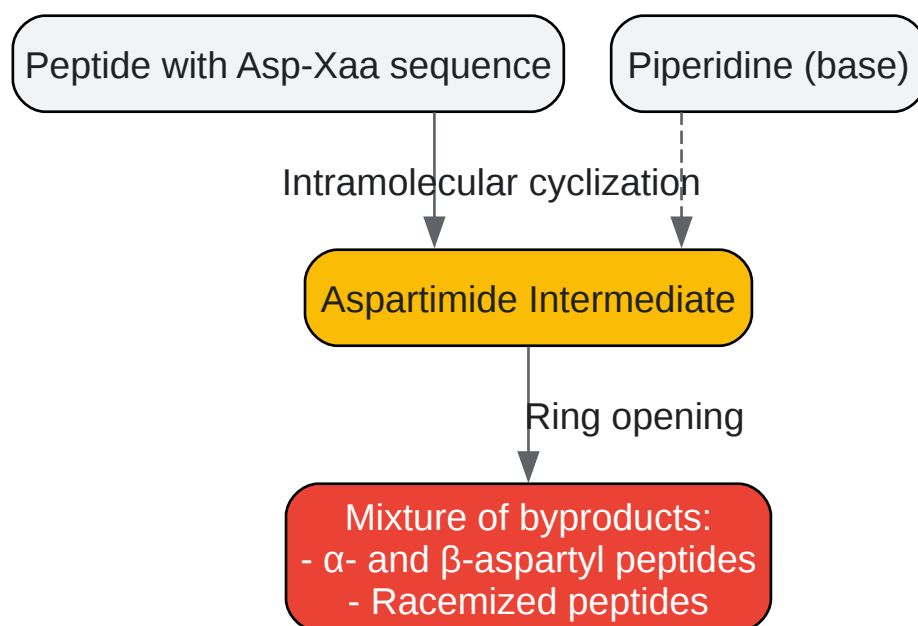 Peptide with Asp-Xaa sequence
Piperidine (base)
Intramolecular cyclization
Aspartimide Intermediate
Ring opening
Mixture of byproducts:
- α- and β-aspartyl peptides
- Racemized peptides